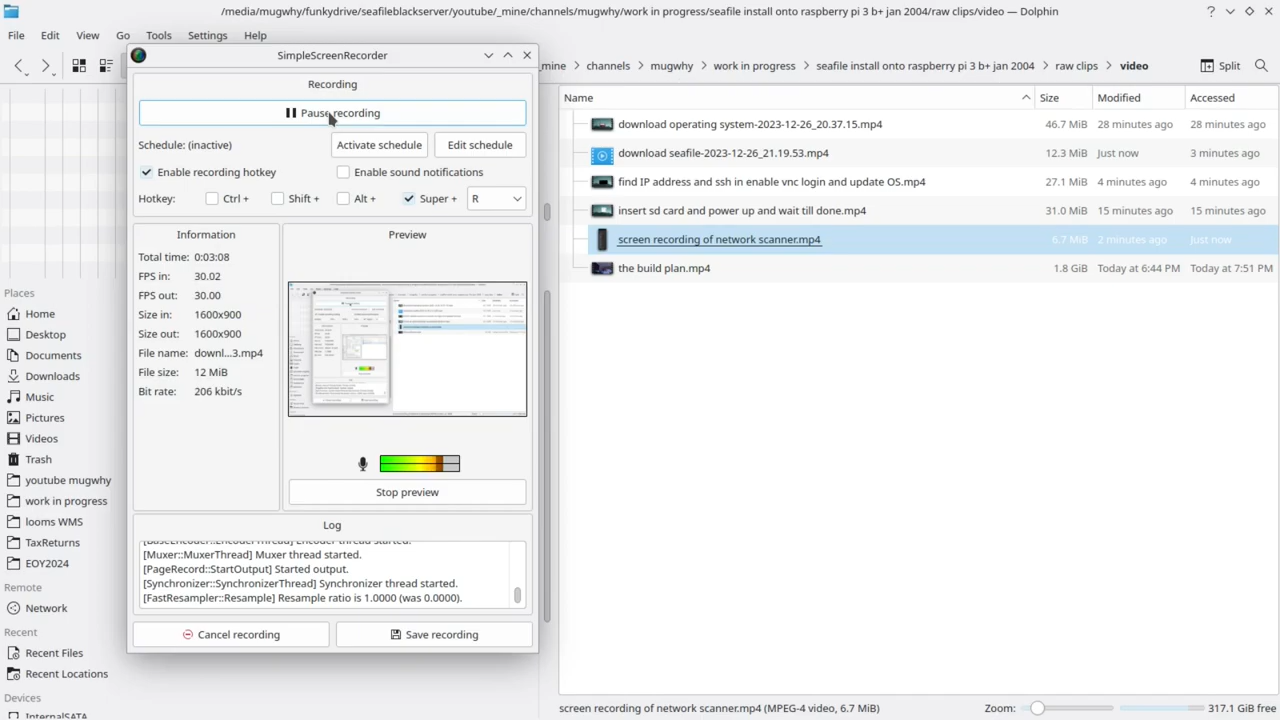 /media/mugwhy/funkydrive/seafileblackserver/youtube/_mine/channels/mugwhy/work in progress/seafile install onto raspberry pi 3 b+ jan 2004/raw clips/video — Dolphin
File Edit View Go Tools Settings Help
SimpleScreenRecorder
_mine > channels > mugwhy > work in progress > seafile install onto raspberry pi 3 b+ jan 2004 > raw clips > video
Split
Recording
Pause recording
Schedule: (inactive) Activate schedule Edit schedule
Enable recording hotkey Enable sound notifications
Hotkey: Ctrl + Shift + Alt + Super + R
Information
Total time: 0:03:08
FPS in: 30.02
FPS out: 30.00
Size in: 1600x900
Size out: 1600x900
File name: downl...3.mp4
File size: 12 MiB
Bit rate: 206 kbit/s
Preview
Stop preview
Log
[BaseEncoder::EncoderThread] Encoder thread started.
[Muxer::MuxerThread] Muxer thread started.
[PageRecord::StartOutput] Started output.
[Synchronizer::SynchronizerThread] Synchronizer thread started.
[FastResampler::Resample] Resample ratio is 1.0000 (was 0.0000).
Cancel recording Save recording
Places
Home
Desktop
Documents
Downloads
Music
Pictures
Videos
Trash
youtube mugwhy
work in progress
looms WMS
TaxReturns
EOY2024
Remote
Network
Recent
Recent Files
Recent Locations
Devices
InternalSATA
Name Size Modified Accessed
download operating system-2023-12-26_20.37.15.mp4 46.7 MiB 28 minutes ago 28 minutes ago
download seafile-2023-12-26_21.19.53.mp4 12.3 MiB Just now 3 minutes ago
find IP address and ssh in enable vnc login and update OS.mp4 27.1 MiB 4 minutes ago 4 minutes ago
insert sd card and power up and wait till done.mp4 31.0 MiB 15 minutes ago 15 minutes ago
screen recording of network scanner.mp4 6.7 MiB 2 minutes ago Just now
the build plan.mp4 1.8 GiB Today at 6:44 PM Today at 7:51 PM
screen recording of network scanner.mp4 (MPEG-4 video, 6.7 MiB) Zoom: 317.1 GiB free